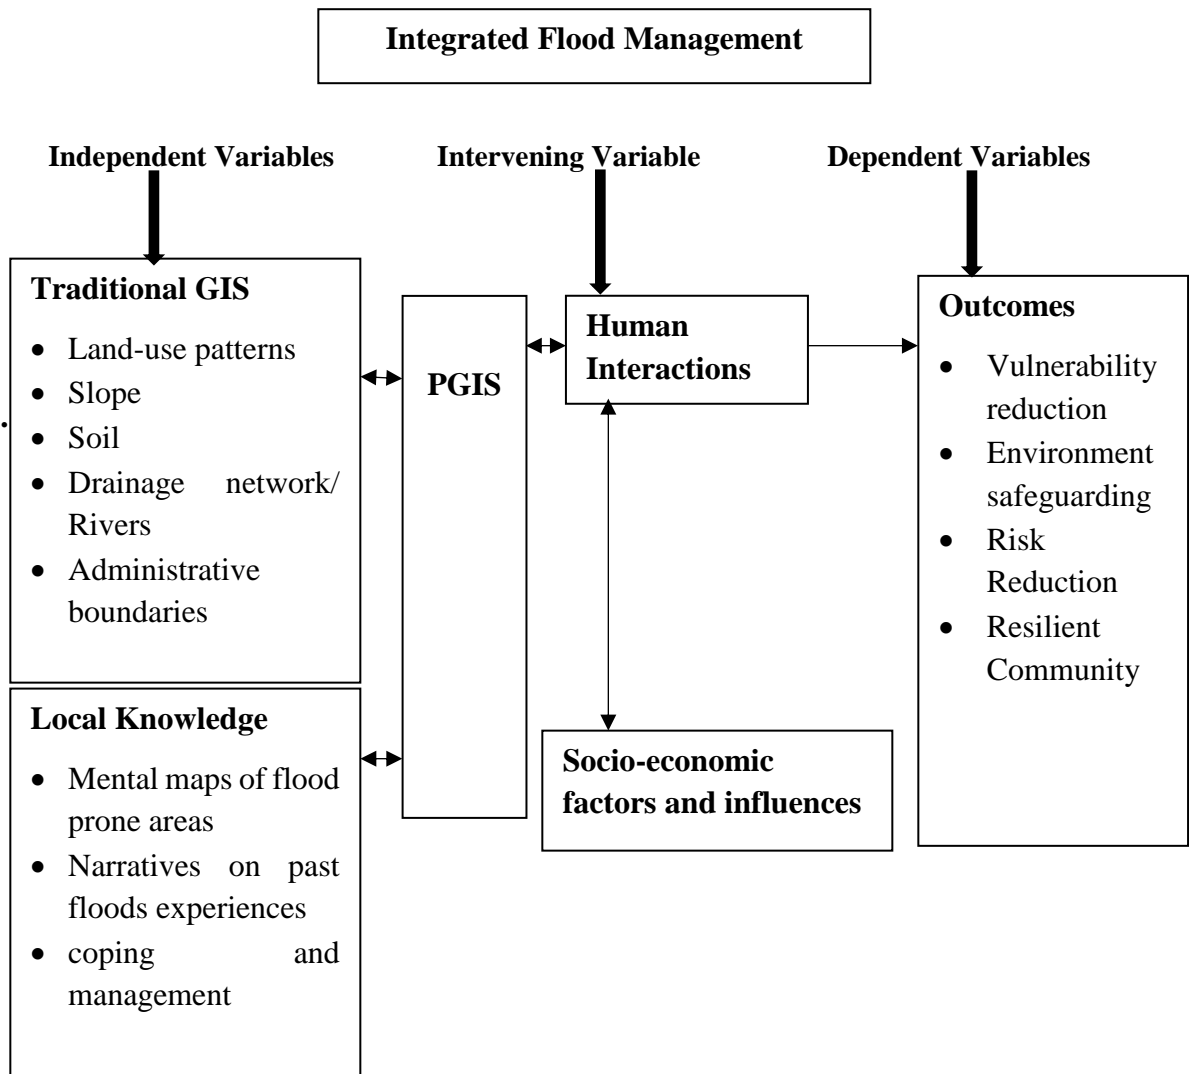 Integrated Flood Management
Independent Variables
Intervening Variable
Dependent Variables
Traditional GIS
• Land-use patterns
• Slope
• Soil
• Drainage network/
Rivers
• Administrative
boundaries
Local Knowledge
• Mental maps of flood
prone areas
• Narratives on past
floods experiences
• coping and
management
PGIS
Human
Interactions
Socio-economic
factors and influences
Outcomes
• Vulnerability
reduction
• Environment
safeguarding
• Risk
Reduction
• Resilient
Community